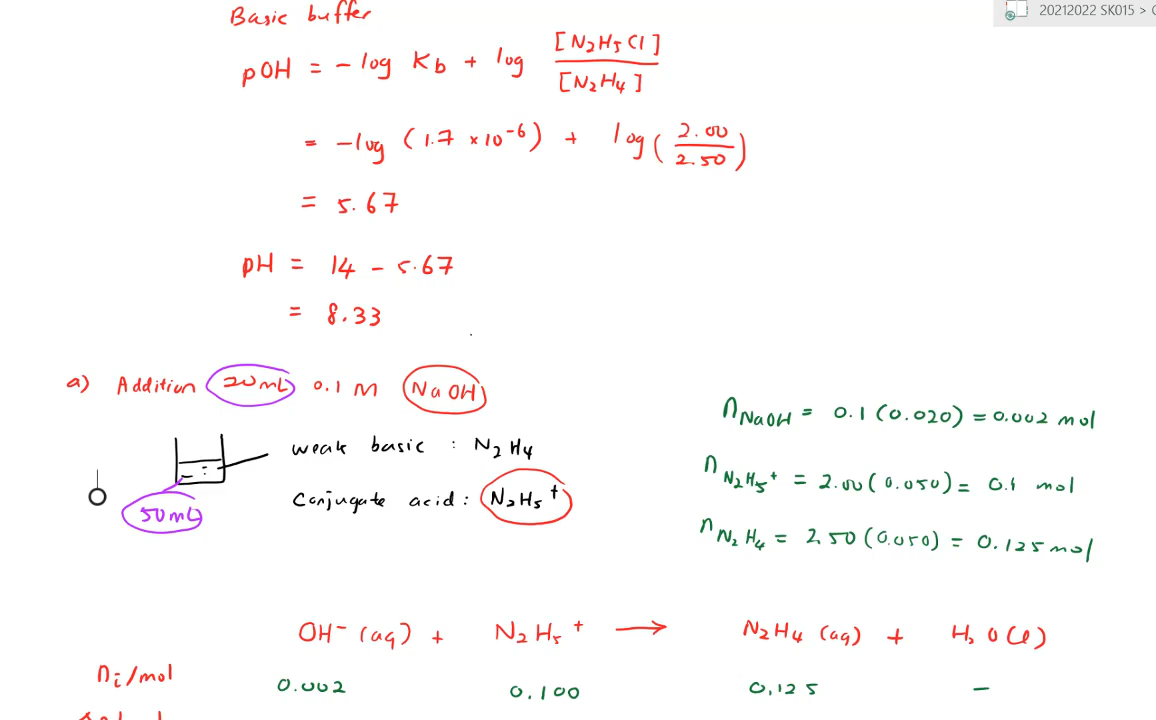 20212022 SK015 >
Basic buffer
pOH = -log Kb + log [N2H5Cl] / [N2H4]
= -log (1.7 × 10^-6) + log (2.00 / 2.50)
= 5.67
pH = 14 - 5.67
= 8.33
a) Addition 20 mL 0.1 M NaOH
weak basic : N2H4
Conjugate acid : N2H5+
50 mL
nNaOH = 0.1 (0.020) = 0.002 mol
nN2H5+ = 2.00 (0.050) = 0.1 mol
nN2H4 = 2.50 (0.050) = 0.125 mol
OH- (aq) + N2H5+ → N2H4 (aq) + H2O (l)
ni/mol 0.002 0.100 0.125 –